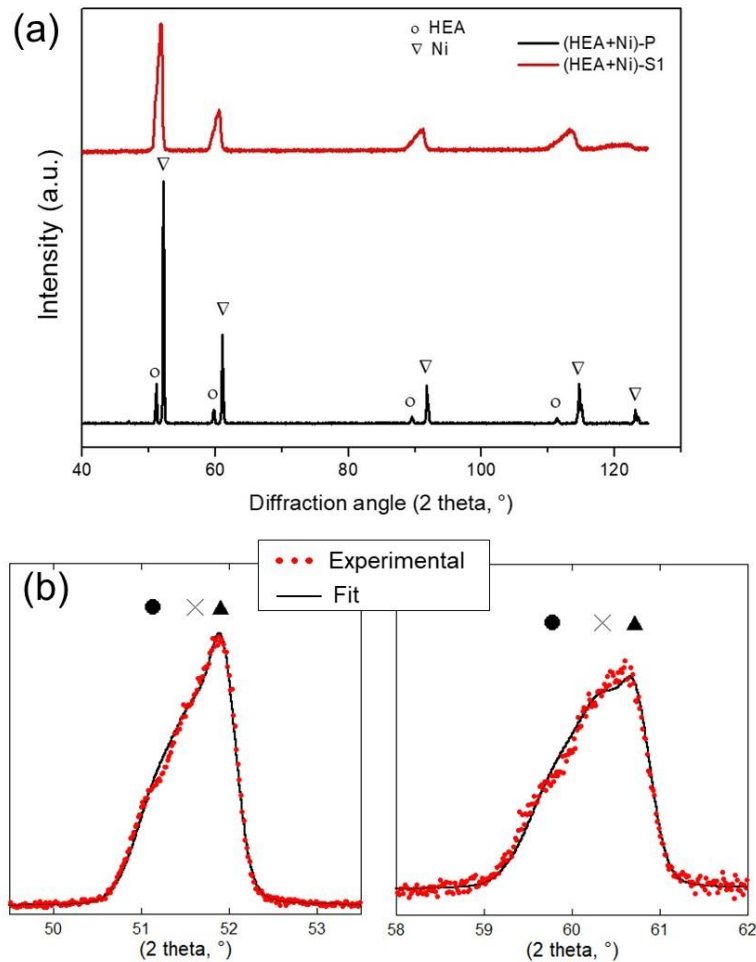 (a)
o HEA
▽ Ni
(HEA+Ni)-P
(HEA+Ni)-S1
Intensity (a.u.)
40 60 80 100 120
Diffraction angle (2 theta, °)
(b)
Experimental
Fit
50 51 52 53
58 59 60 61 62
(2 theta, °)
(2 theta, °)